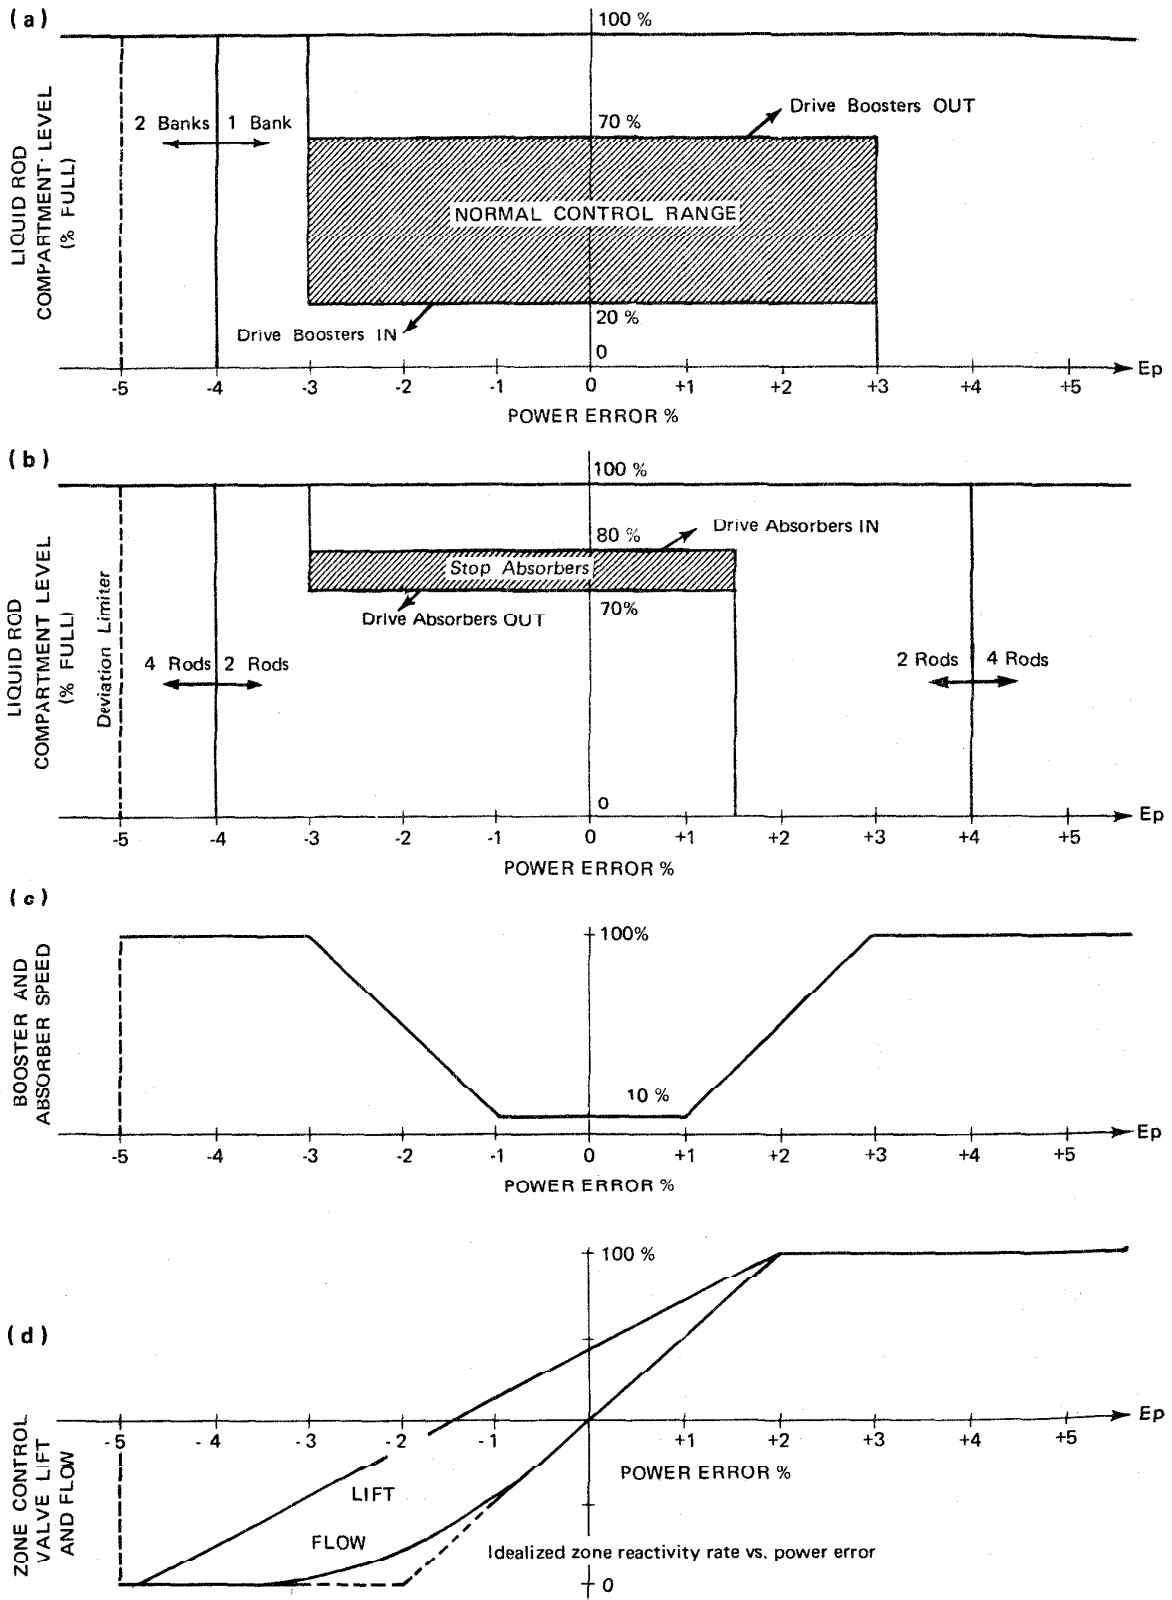 (a)
100 %
2 Banks 1 Bank
Drive Boosters OUT
70 %
LIQUID ROD
COMPARTMENT LEVEL
(% FULL)
NORMAL CONTROL RANGE
20 %
Drive Boosters IN
0
Ep
-5 -4 -3 -2 -1 0 +1 +2 +3 +4 +5
POWER ERROR %
(b)
100 %
Drive Absorbers IN
80 %
LIQUID ROD
COMPARTMENT LEVEL
(% FULL)
Deviation Limiter
Stop Absorbers
70%
Drive Absorbers OUT
4 Rods 2 Rods
2 Rods 4 Rods
0
Ep
-5 -4 -3 -2 -1 0 +1 +2 +3 +4 +5
POWER ERROR %
(c)
100%
BOOSTER AND
ABSORBER SPEED
10 %
Ep
-5 -4 -3 -2 -1 0 +1 +2 +3 +4 +5
POWER ERROR %
100 %
(d)
ZONE CONTROL
VALVE LIFT
AND FLOW
Ep
-5 -4 -3 -2 -1 +1 +2 +3 +4 +5
POWER ERROR %
LIFT
FLOW
Idealized zone reactivity rate vs. power error
0